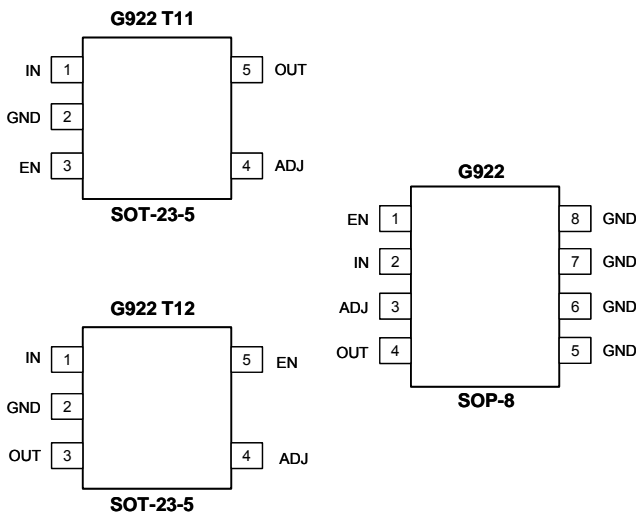 G922 T11
IN 1 5 OUT
GND 2
EN 3 4 ADJ
SOT-23-5
G922
EN 1 8 GND
IN 2 7 GND
ADJ 3 6 GND
OUT 4 5 GND
SOP-8
G922 T12
IN 1 5 EN
GND 2
OUT 3 4 ADJ
SOT-23-5